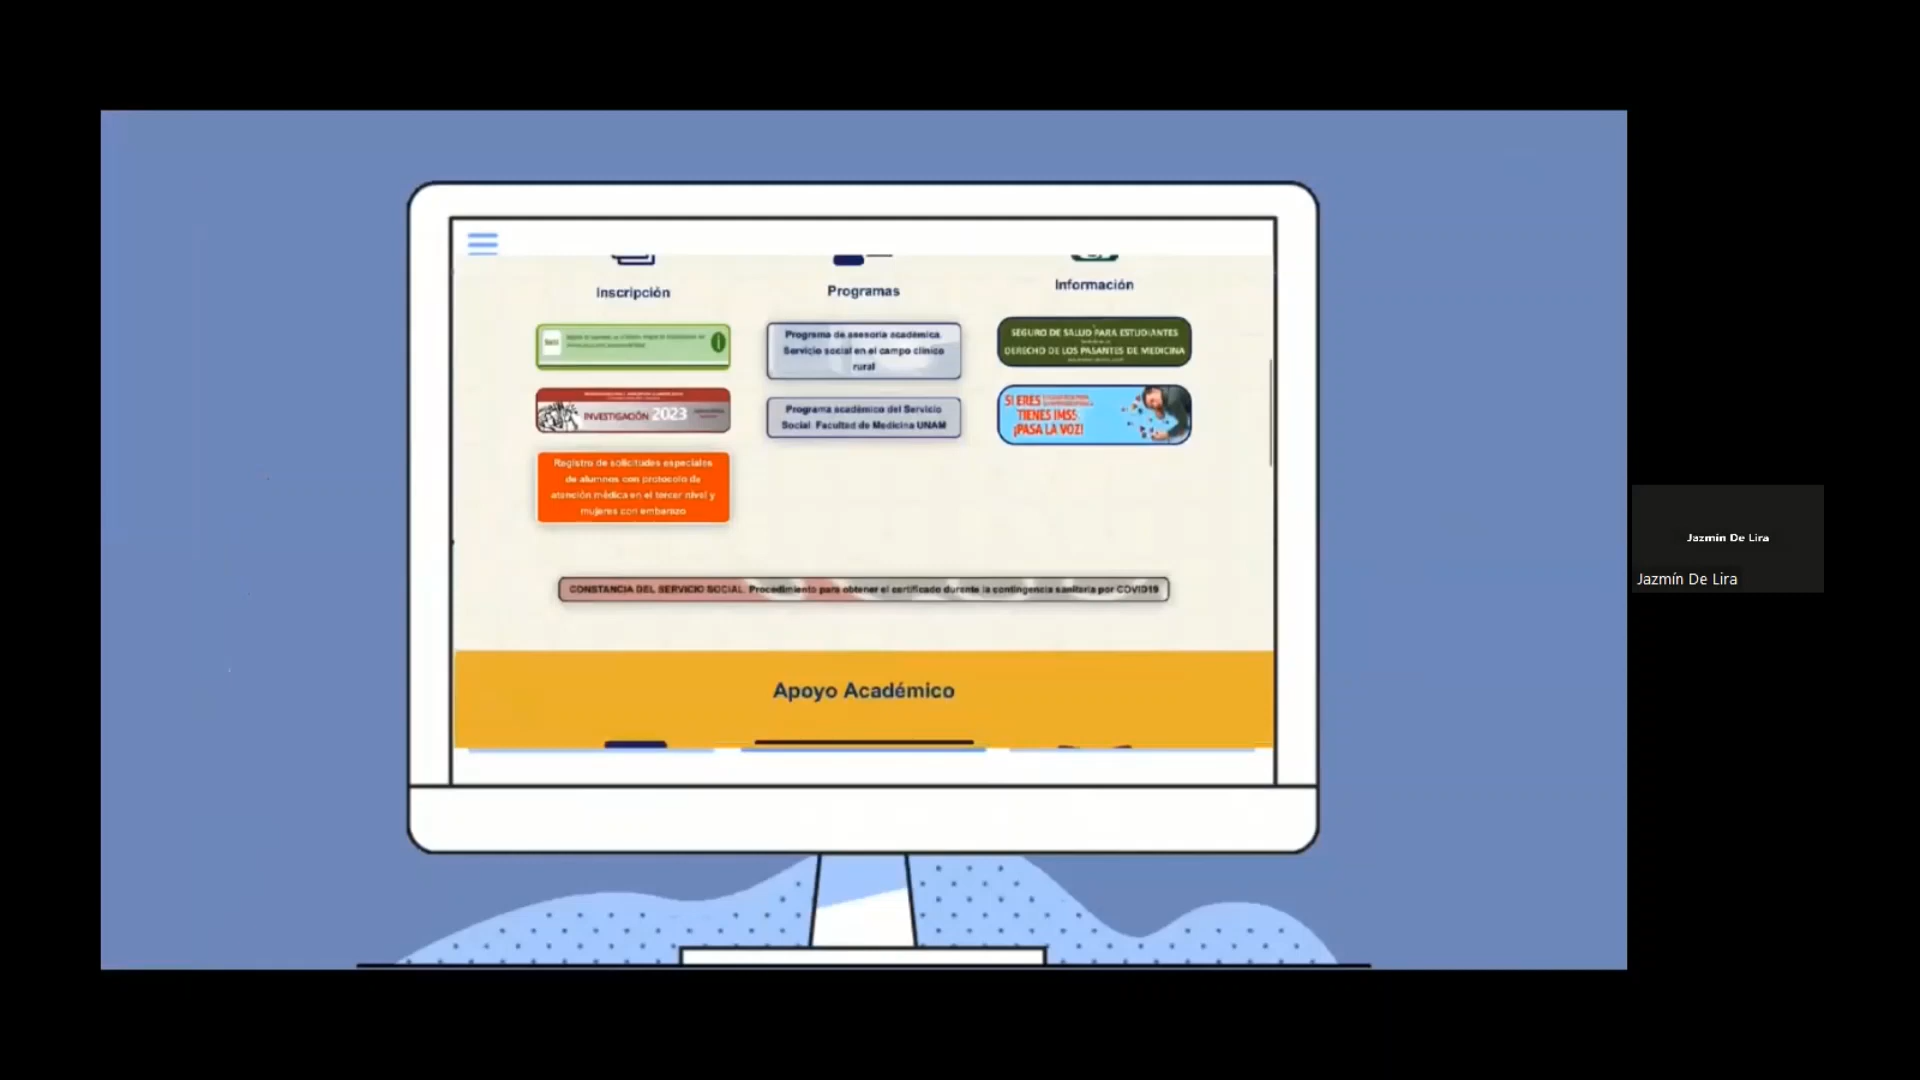 Inscripción
Programas
Información
INVESTIGACIÓN 2023
Registro de solicitudes especiales
de alumnos con protocolo de
atención médica en el tercer nivel y
mujeres con embarazo
Programa de asesoría académica.
Servicio social en el campo clínico
rural
Programa académico del Servicio
Social. Facultad de Medicina UNAM
SEGURO DE SALUD PARA ESTUDIANTES
DERECHO DE LOS PASANTES DE MEDICINA
SI ERES
TIENES IMSS
¡PASA LA VOZ!
CONSTANCIA DEL SERVICIO SOCIAL. Procedimiento para obtener el certificado durante la contingencia sanitaria por COVID19
Apoyo Académico
Jazmín De Lira
Jazmín De Lira